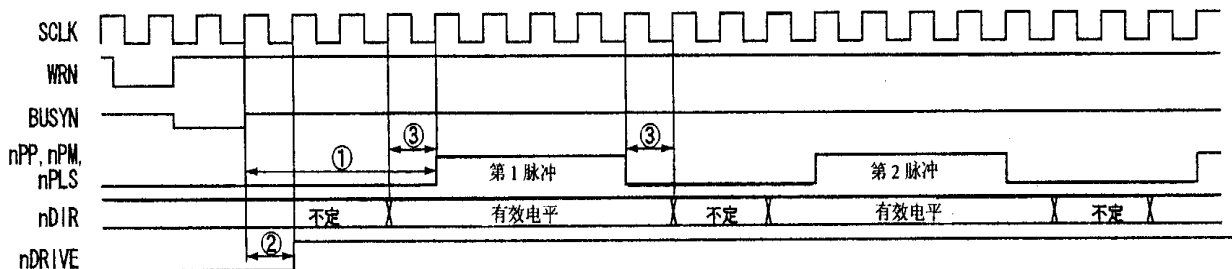 SCLK
WRN
BUSYN
nPP, nPM,
nPLS
① ③ 第1脉冲 ③ 第2脉冲
nDIR 不定 有效电平 不定 有效电平 不定
nDRIVE ②